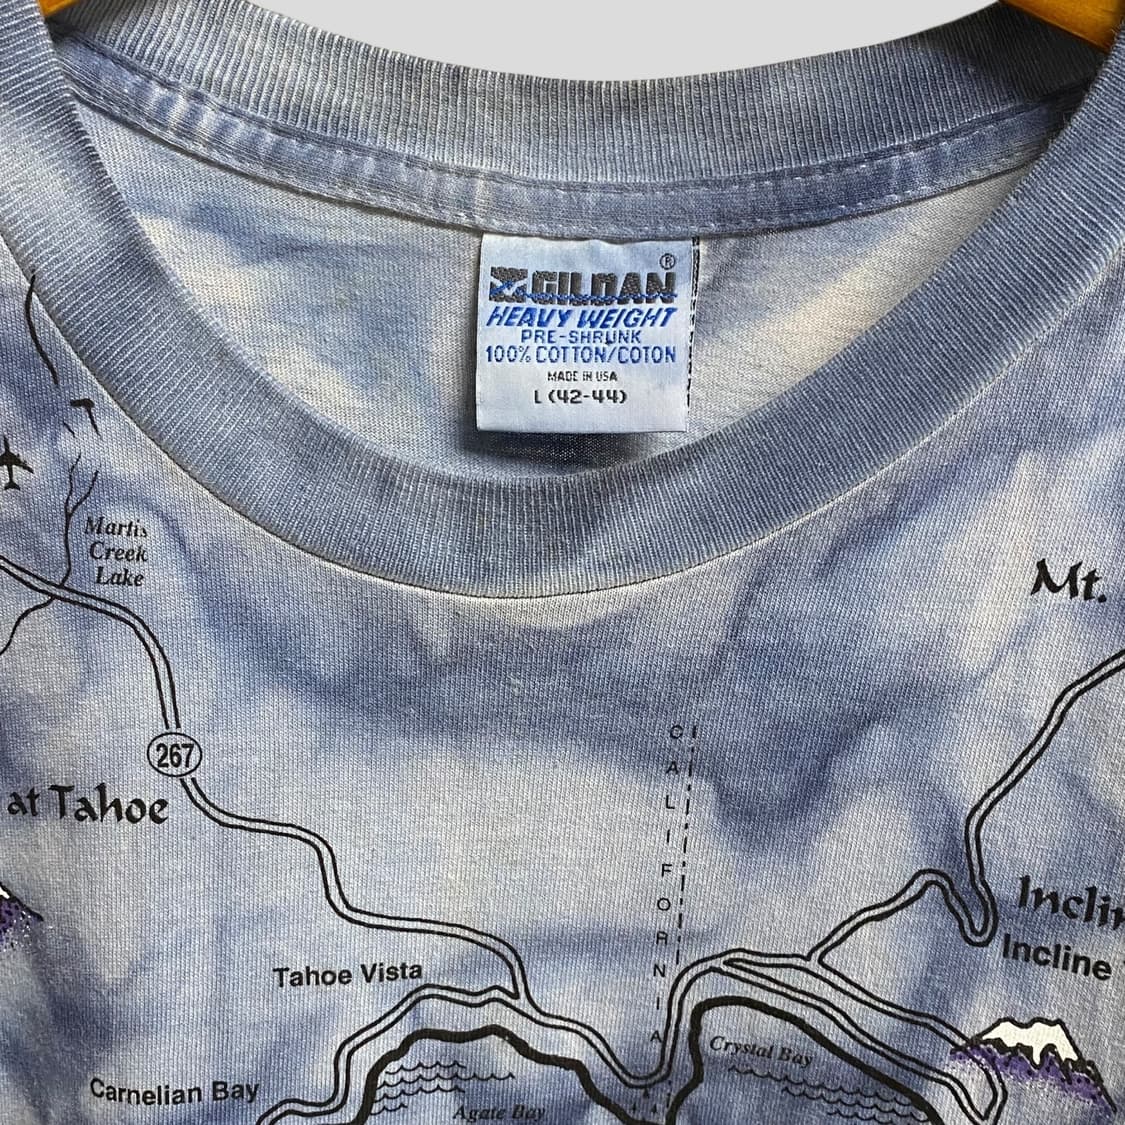 GILDAN ®
HEAVY WEIGHT
PRE-SHRUNK
100% COTTON/COTON
MADE IN USA
L (42-44)
Martis
Creek
Lake
Mt.
267
at Tahoe
CALIFORNIA
Incline
Tahoe Vista
Crystal Bay
Carnelian Bay
Agate Bay